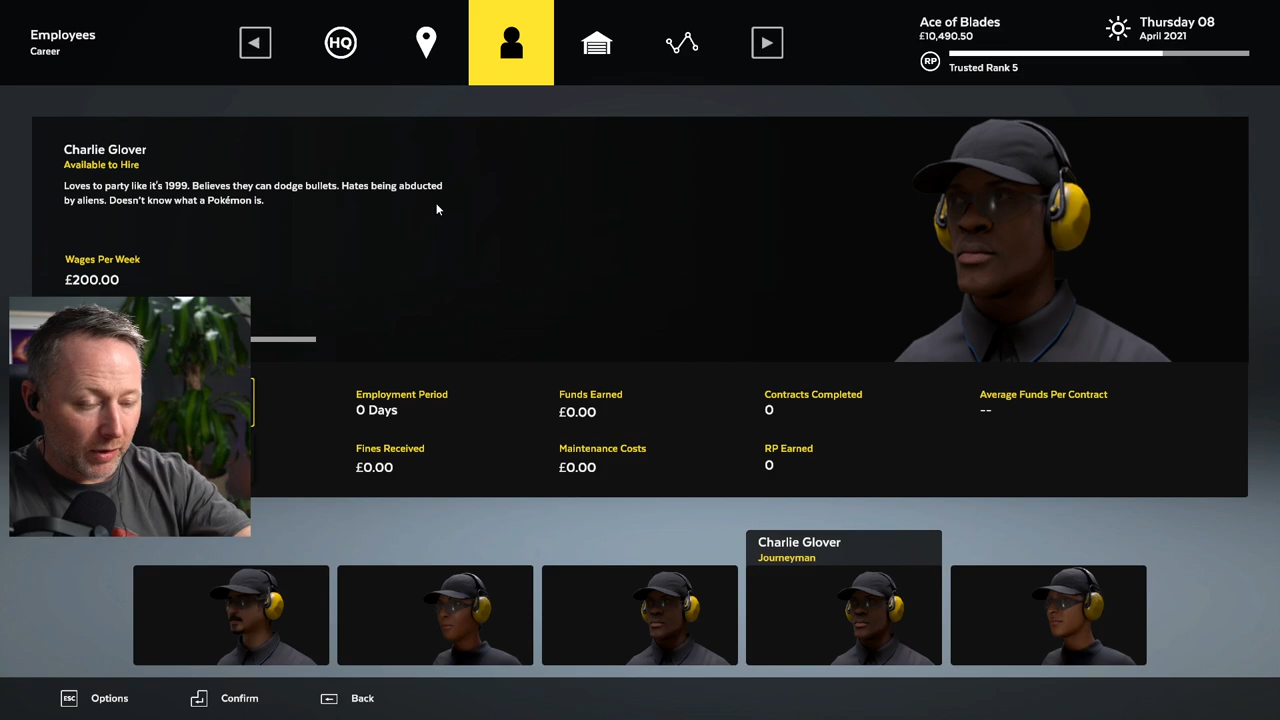 Employees
Career
HQ
Ace of Blades
£10,490.50
RP
Trusted Rank 5
Thursday 08
April 2021
Charlie Glover
Available to Hire
Loves to party like it's 1999. Believes they can dodge bullets. Hates being abducted
by aliens. Doesn't know what a Pokémon is.
Wages Per Week
£200.00
Employment Period
0 Days
Funds Earned
£0.00
Contracts Completed
0
Average Funds Per Contract
--
Fines Received
£0.00
Maintenance Costs
£0.00
RP Earned
0
Charlie Glover
Journeyman
ESC Options
Confirm
Back